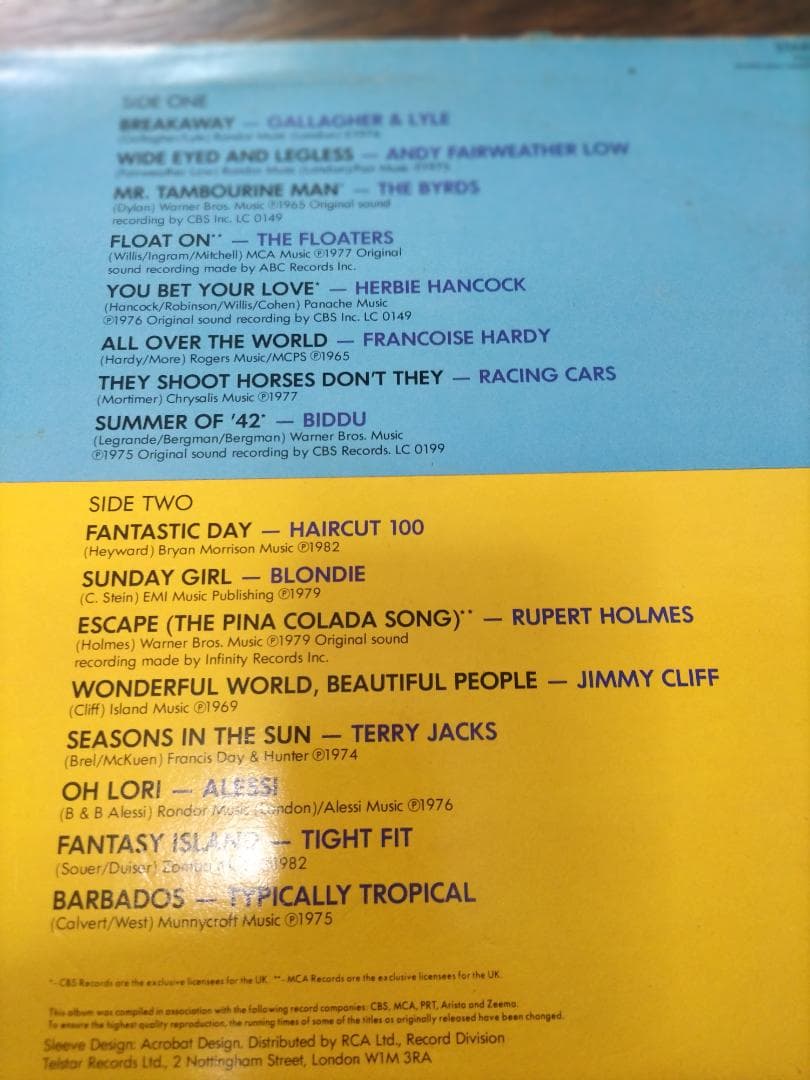 SIDE ONE
BREAKAWAY — GALLAGHER & LYLE
WIDE EYED AND LEGLESS — ANDY FAIRWEATHER LOW
MR. TAMBOURINE MAN* — THE BYRDS
(Dylan) Warner Bros. Music ℗1965 Original sound
recording by CBS Inc. LC 0149
FLOAT ON** — THE FLOATERS
(Willis/Ingram/Mitchell) MCA Music ℗1977 Original
sound recording made by ABC Records Inc.
YOU BET YOUR LOVE* — HERBIE HANCOCK
(Hancock/Robinson/Willis/Cohen) Panache Music
℗1976 Original sound recording by CBS Inc. LC 0149
ALL OVER THE WORLD — FRANCOISE HARDY
(Hardy/More) Rogers Music/MCPS ℗1965
THEY SHOOT HORSES DON'T THEY — RACING CARS
(Mortimer) Chrysalis Music ℗1977
SUMMER OF '42* — BIDDU
(Legrande/Bergman/Bergman) Warner Bros. Music
℗1975 Original sound recording by CBS Records. LC 0199
SIDE TWO
FANTASTIC DAY — HAIRCUT 100
(Heyward) Bryan Morrison Music ℗1982
SUNDAY GIRL — BLONDIE
(C. Stein) EMI Music Publishing ℗1979
ESCAPE (THE PINA COLADA SONG)** — RUPERT HOLMES
(Holmes) Warner Bros. Music ℗1979 Original sound
recording made by Infinity Records Inc.
WONDERFUL WORLD, BEAUTIFUL PEOPLE — JIMMY CLIFF
(Cliff) Island Music ℗1969
SEASONS IN THE SUN — TERRY JACKS
(Brel/McKuen) Francis Day & Hunter ℗1974
OH LORI — ALESSI
(B & B Alessi) Rondor Music (London)/Alessi Music ℗1976
FANTASY ISLAND — TIGHT FIT
(Souer/Duiser) 1982
BARBADOS — TYPICALLY TROPICAL
(Calvert/West) Munnycroft Music ℗1975
*–CBS Records are the exclusive licensees for the UK. **–MCA Records are the exclusive licensees for the UK.
This album was compiled in association with the following record companies: CBS, MCA, PRT, Arista and Zeema.
To ensure the highest quality reproduction, the running times of some of the titles as originally released have been changed.
Sleeve Design: Acrobat Design. Distributed by RCA Ltd., Record Division
Telstar Records Ltd., 2 Nottingham Street, London W1M 3RA